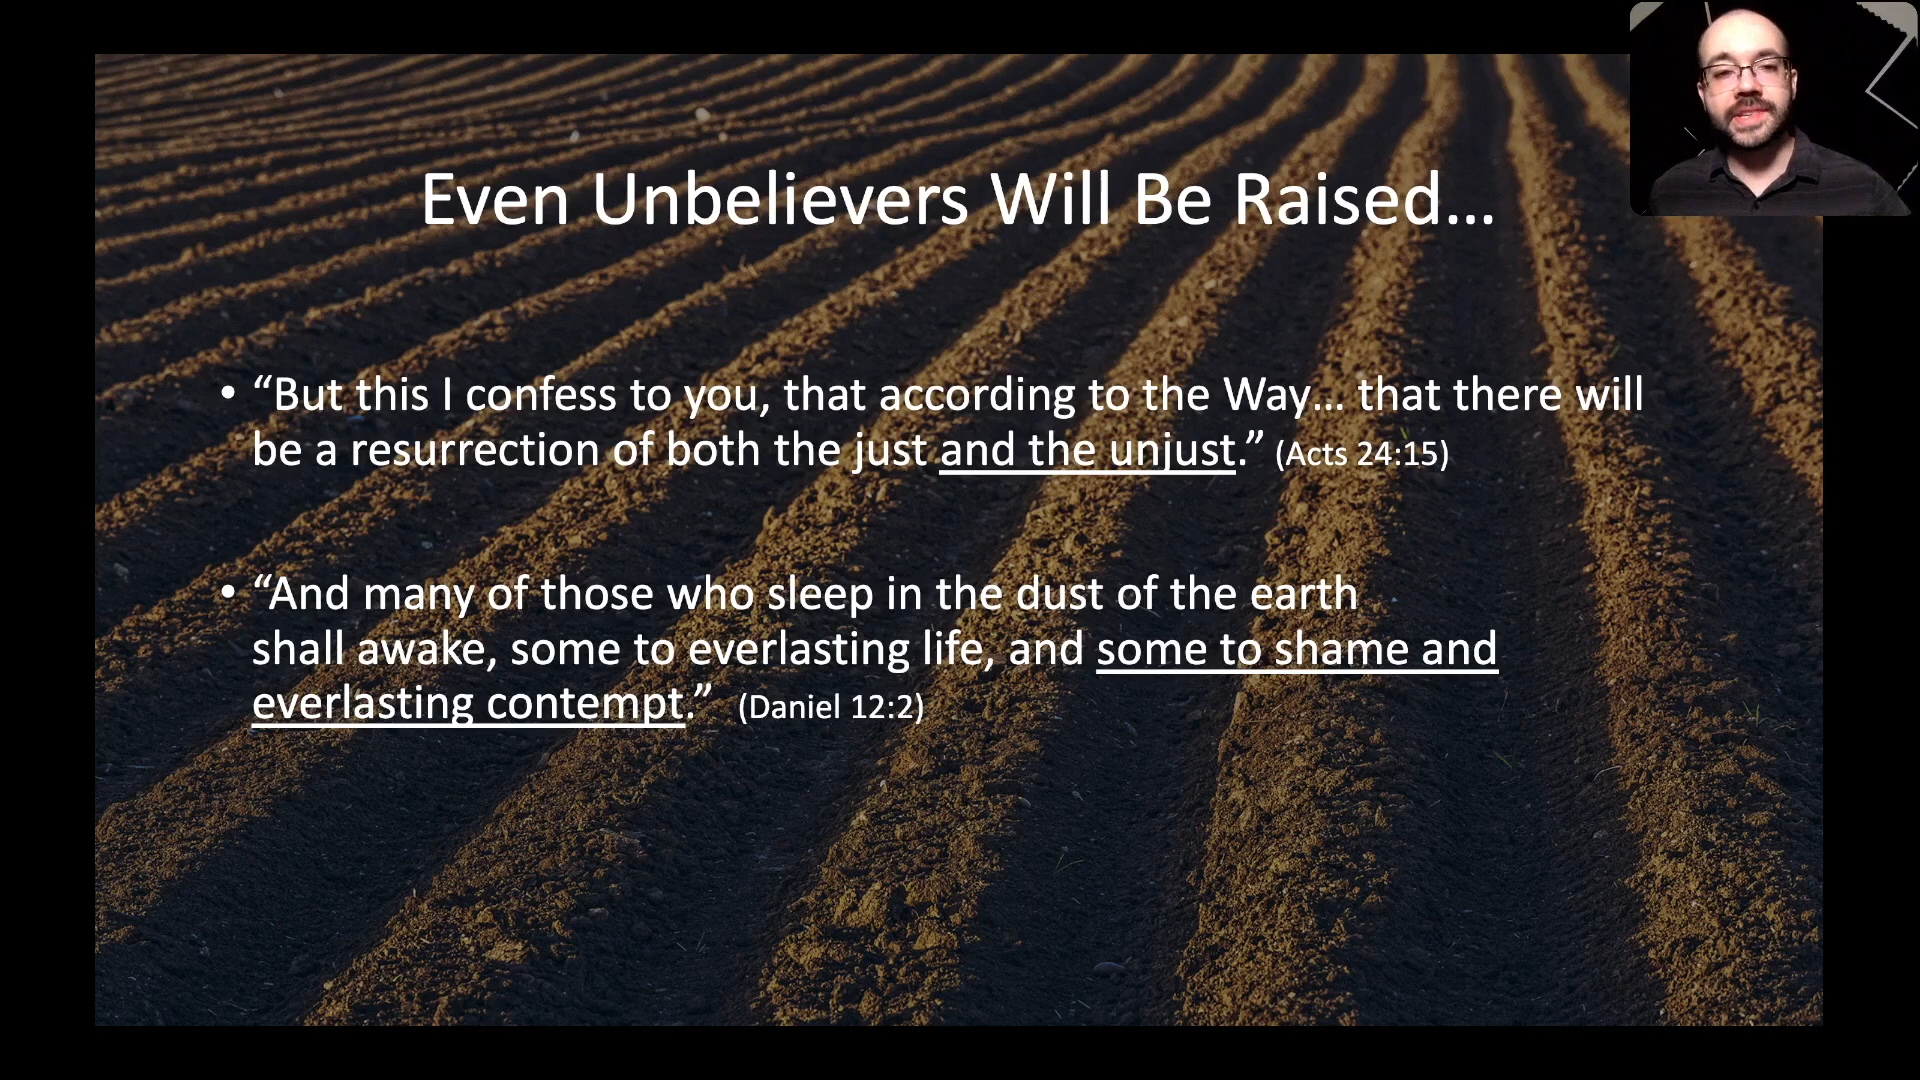 Even Unbelievers Will Be Raised...
• “But this I confess to you, that according to the Way... that there will
be a resurrection of both the just and the unjust.” (Acts 24:15)
• “And many of those who sleep in the dust of the earth
shall awake, some to everlasting life, and some to shame and
everlasting contempt.” (Daniel 12:2)